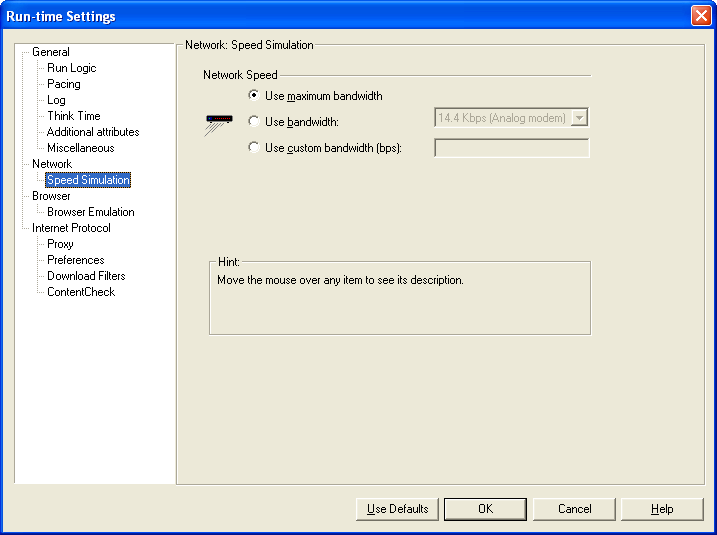 Run-time Settings
General
Run Logic
Pacing
Log
Think Time
Additional attributes
Miscellaneous
Network
Speed Simulation
Browser
Browser Emulation
Internet Protocol
Proxy
Preferences
Download Filters
ContentCheck
Network: Speed Simulation
Network Speed
Use maximum bandwidth
Use bandwidth: 14.4 Kbps (Analog modem)
Use custom bandwidth (bps):
Hint:
Move the mouse over any item to see its description.
Use Defaults OK Cancel Help